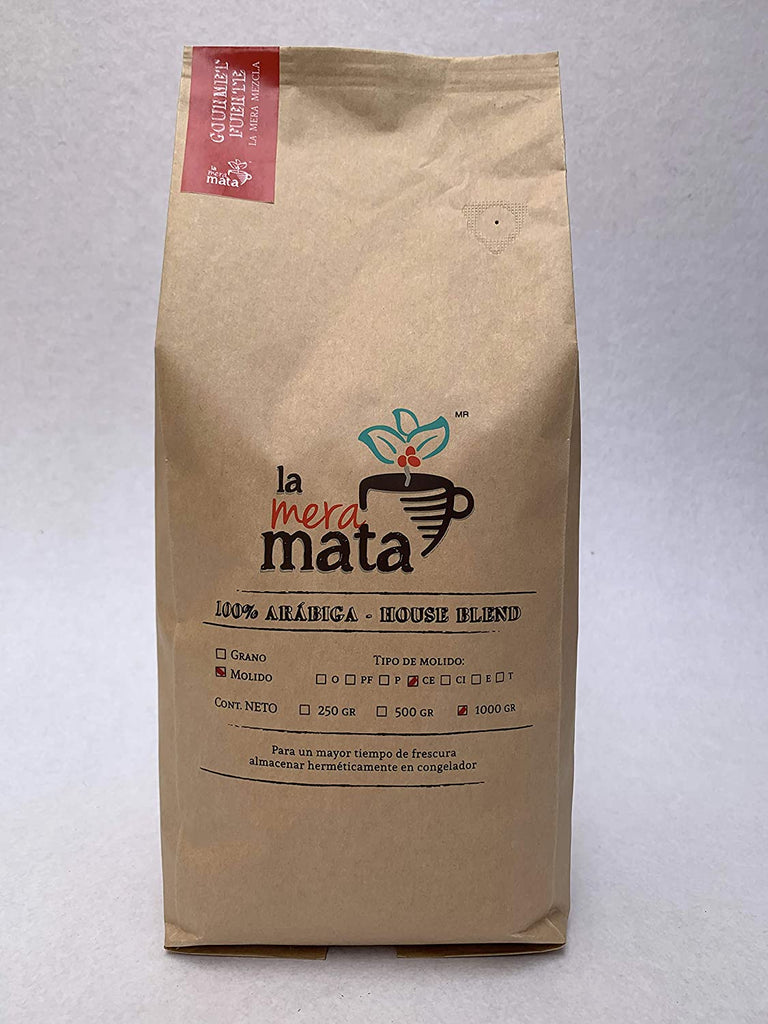 GOURMET
FUERTE
LA MERA MEZCLA
la
mera
mata
MR
la
mera
mata
100% ARÁBIGA - HOUSE BLEND
GRANO
MOLIDO
TIPO DE MOLIDO:
O PF P CE CI E T
CONT. NETO 250 GR 500 GR 1000 GR
Para un mayor tiempo de frescura
almacenar herméticamente en congelador